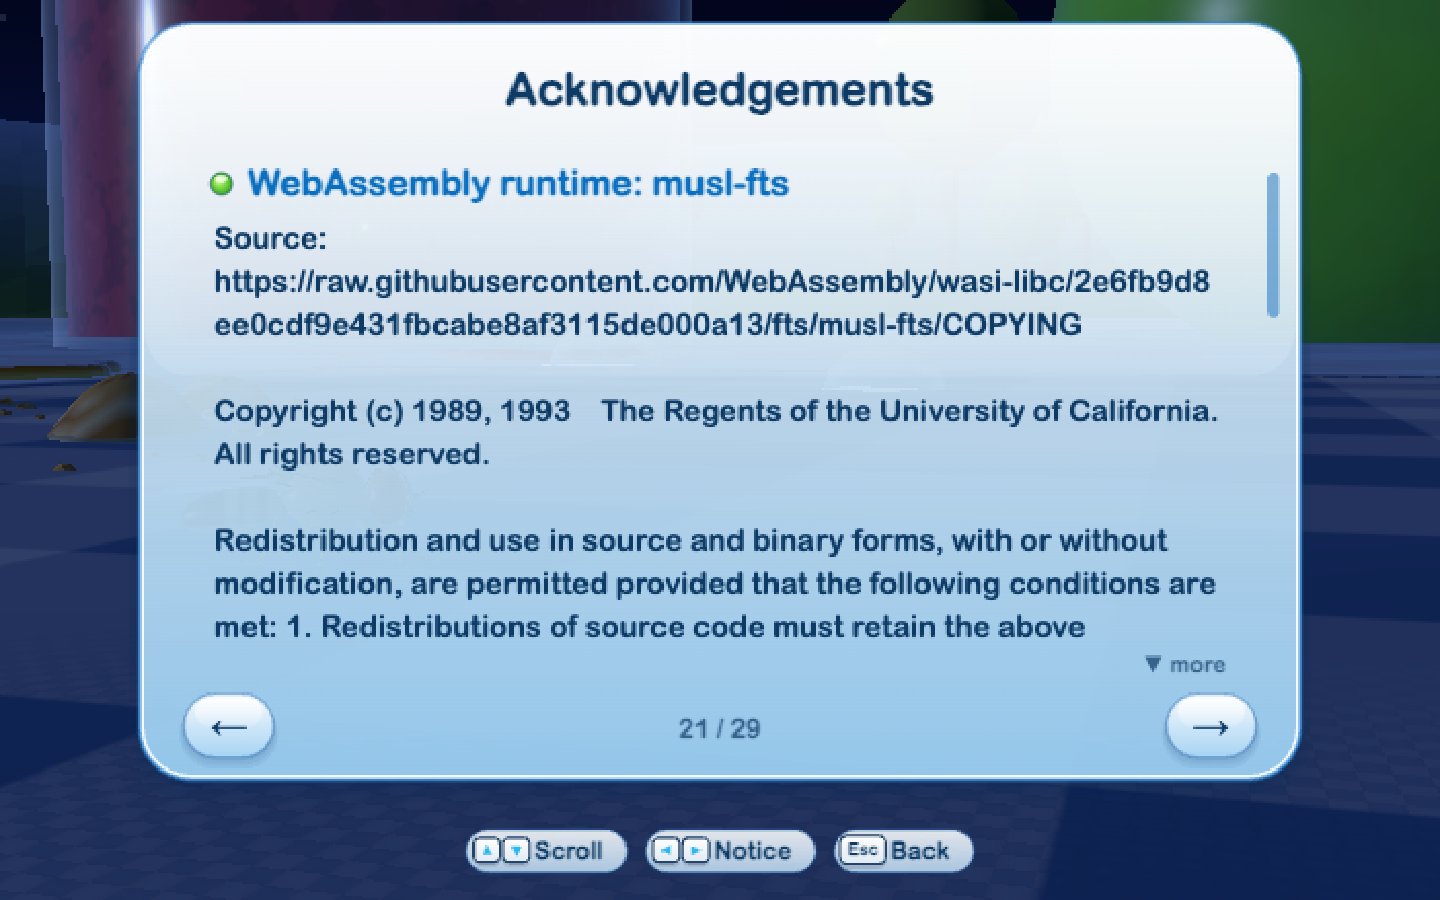 Acknowledgements
WebAssembly runtime: musl-fts
Source:
https://raw.githubusercontent.com/WebAssembly/wasi-libc/2e6fb9d8
ee0cdf9e431fbcabe8af3115de000a13/fts/musl-fts/COPYING
Copyright (c) 1989, 1993    The Regents of the University of California.
All rights reserved.
Redistribution and use in source and binary forms, with or without
modification, are permitted provided that the following conditions are
met: 1. Redistributions of source code must retain the above
▼ more
← 21 / 29 →
▲ ▼ Scroll ◄ ► Notice Esc Back